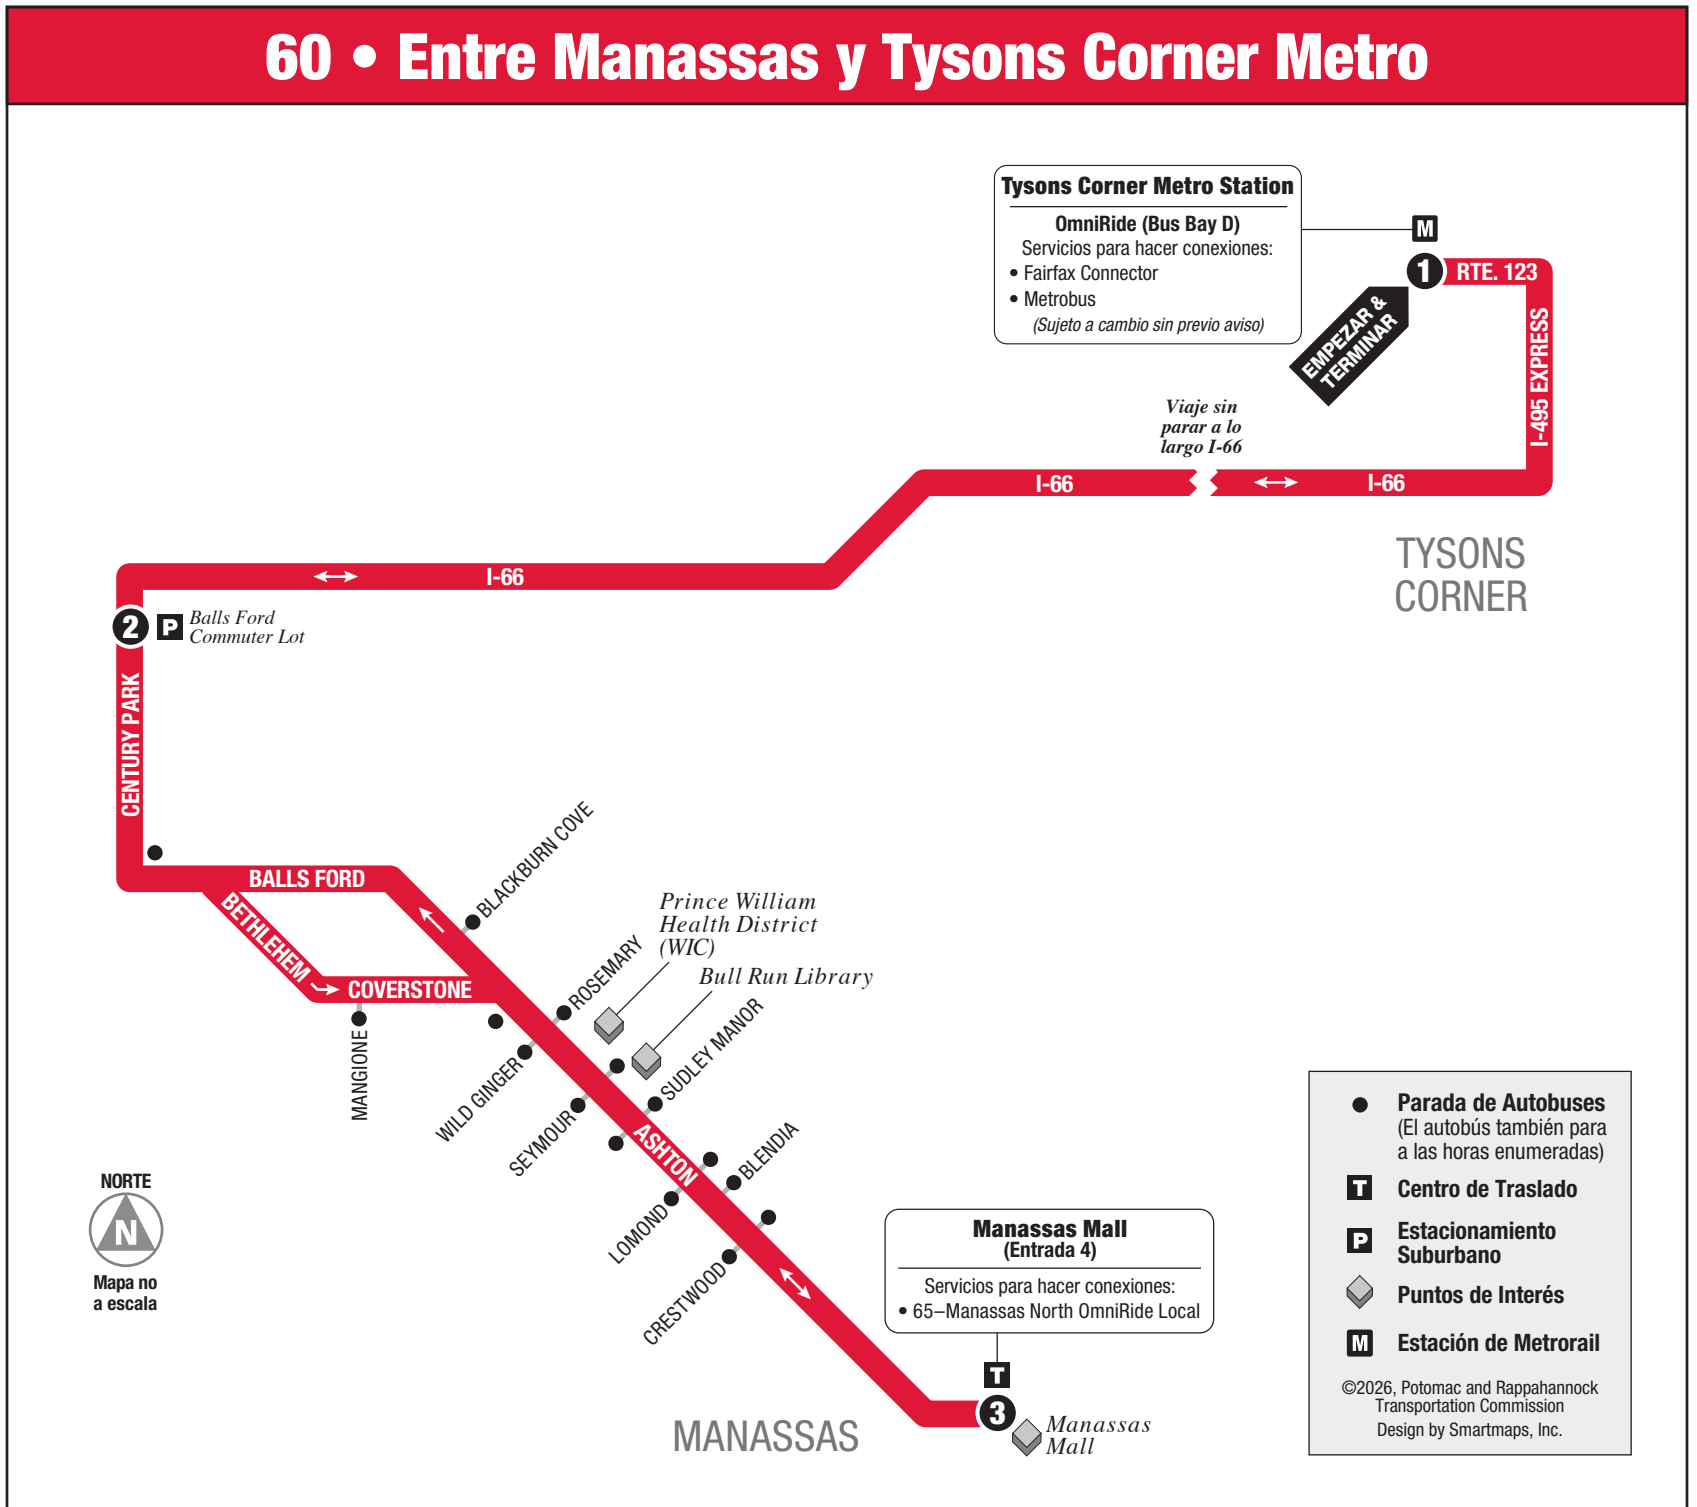 60 • Entre Manassas y Tysons Corner Metro
Tysons Corner Metro Station
OmniRide (Bus Bay D)
Servicios para hacer conexiones:
• Fairfax Connector
• Metrobus
(Sujeto a cambio sin previo aviso)
M
1
RTE. 123
EMPEZAR &
TERMINAR
I-495 EXPRESS
Viaje sin
parar a lo
largo I-66
I-66
I-66
TYSONS
CORNER
I-66
2
P
Balls Ford
Commuter Lot
CENTURY PARK
BALLS FORD
BETHLEHEM
COVERSTONE
MANGIONE
BLACKBURN COVE
ROSEMARY
Prince William
Health District
(WIC)
Bull Run Library
SUDLEY MANOR
WILD GINGER
SEYMOUR
ASHTON
BLENDIA
LOMOND
CRESTWOOD
NORTE
N
Mapa no
a escala
Manassas Mall
(Entrada 4)
Servicios para hacer conexiones:
• 65–Manassas North OmniRide Local
T
3
Manassas
Mall
MANASSAS
Parada de Autobuses
(El autobús también para
a las horas enumeradas)
T
Centro de Traslado
P
Estacionamiento
Suburbano
Puntos de Interés
M
Estación de Metrorail
©2026, Potomac and Rappahannock
Transportation Commission
Design by Smartmaps, Inc.